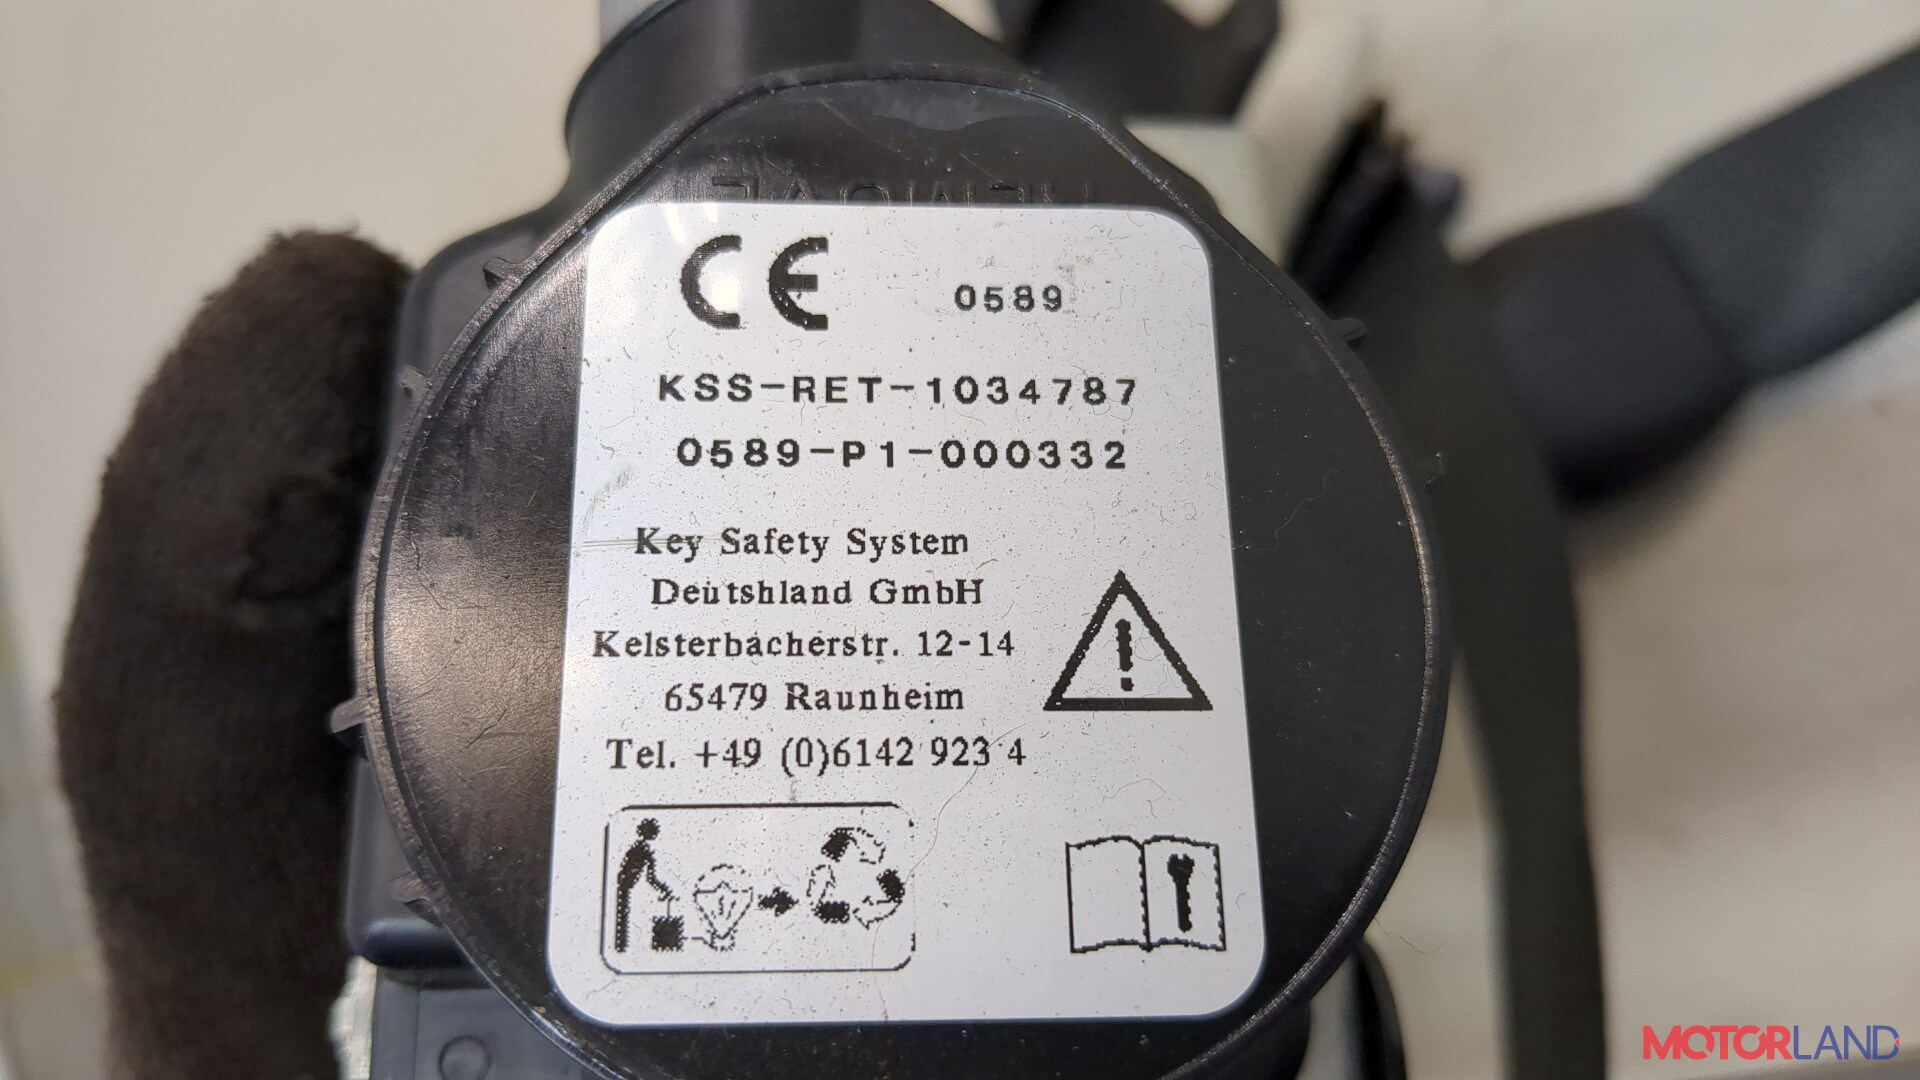 REMOVE
CE 0589
KSS-RET-1034787
0589-P1-000332
Key Safety System
Deutshland GmbH
Kelsterbacherstr. 12-14
65479 Raunheim
Tel. +49 (0)6142 923 4
MOTORLAND